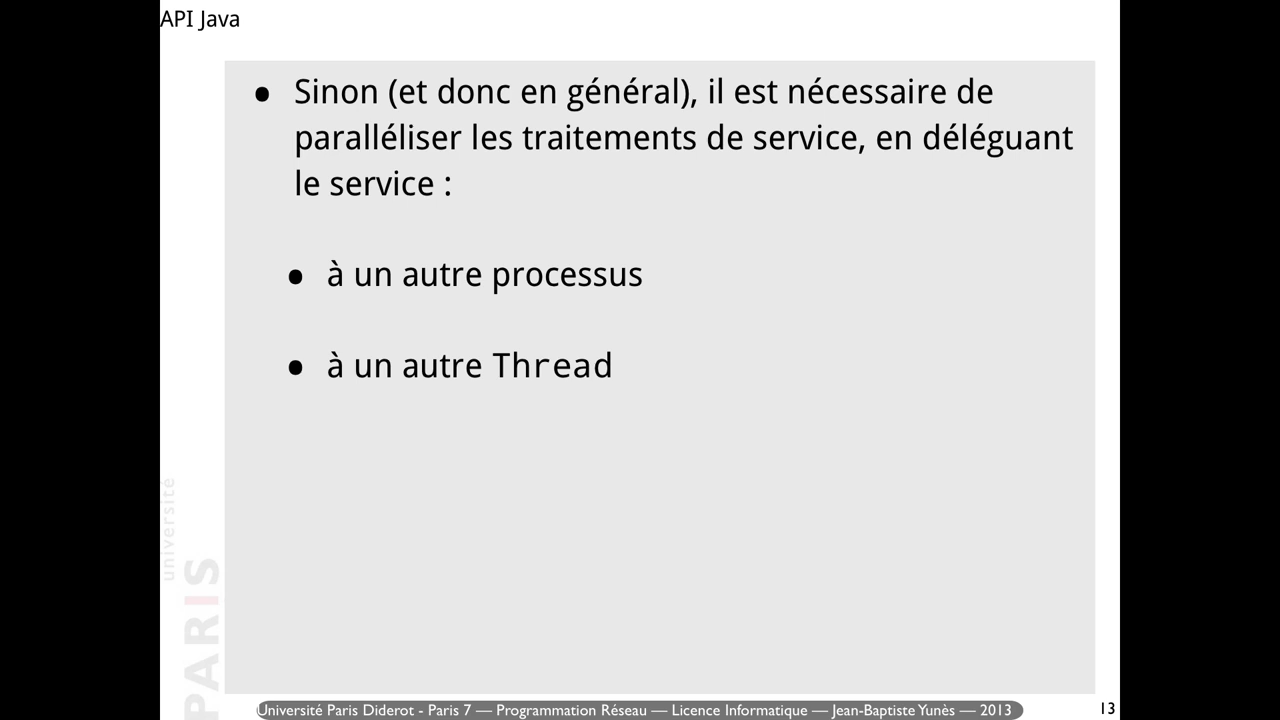 API Java
• Sinon (et donc en général), il est nécessaire de
paralléliser les traitements de service, en déléguant
le service :
• à un autre processus
• à un autre Thread
université
PARIS
Université Paris Diderot - Paris 7 — Programmation Réseau — Licence Informatique — Jean-Baptiste Yunès — 2013
13